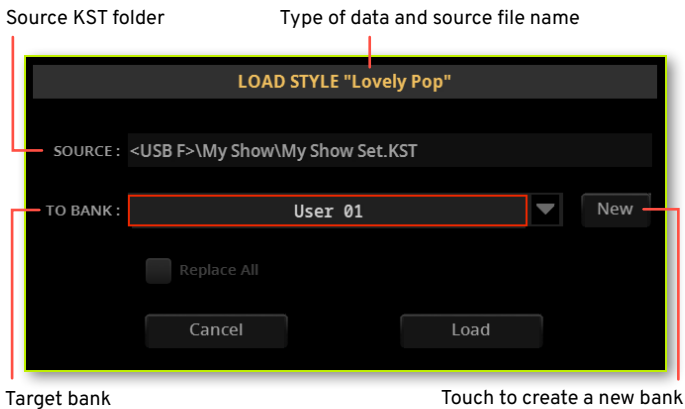 Source KST folder
Type of data and source file name
LOAD STYLE "Lovely Pop"
SOURCE : <USB F>\My Show\My Show Set.KST
TO BANK : User 01 New
Replace All
Cancel Load
Target bank
Touch to create a new bank